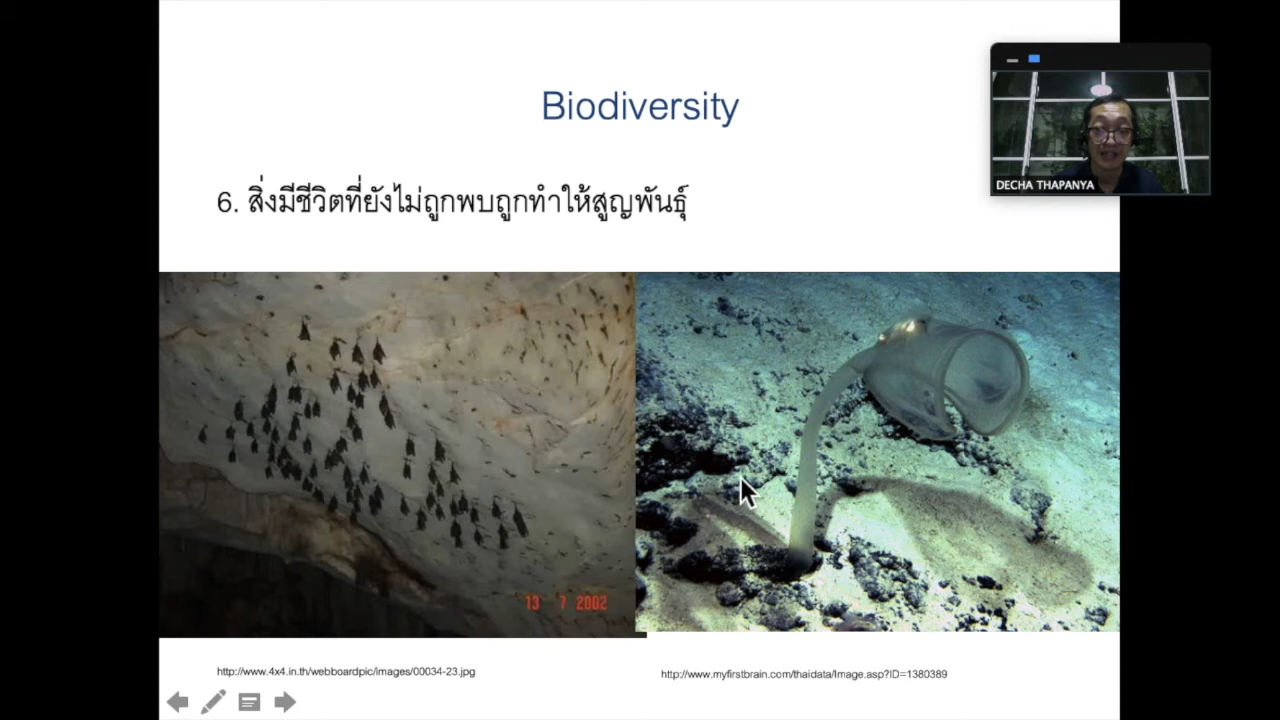 Biodiversity
DECHA THAPANYA
6. สิ่งมีชีวิตที่ยังไม่ถูกพบถูกทำให้สูญพันธุ์
13 7 2002
http://www.4x4.in.th/webboardpic/images/00034-23.jpg
http://www.myfirstbrain.com/thaidata/Image.asp?ID=1380389